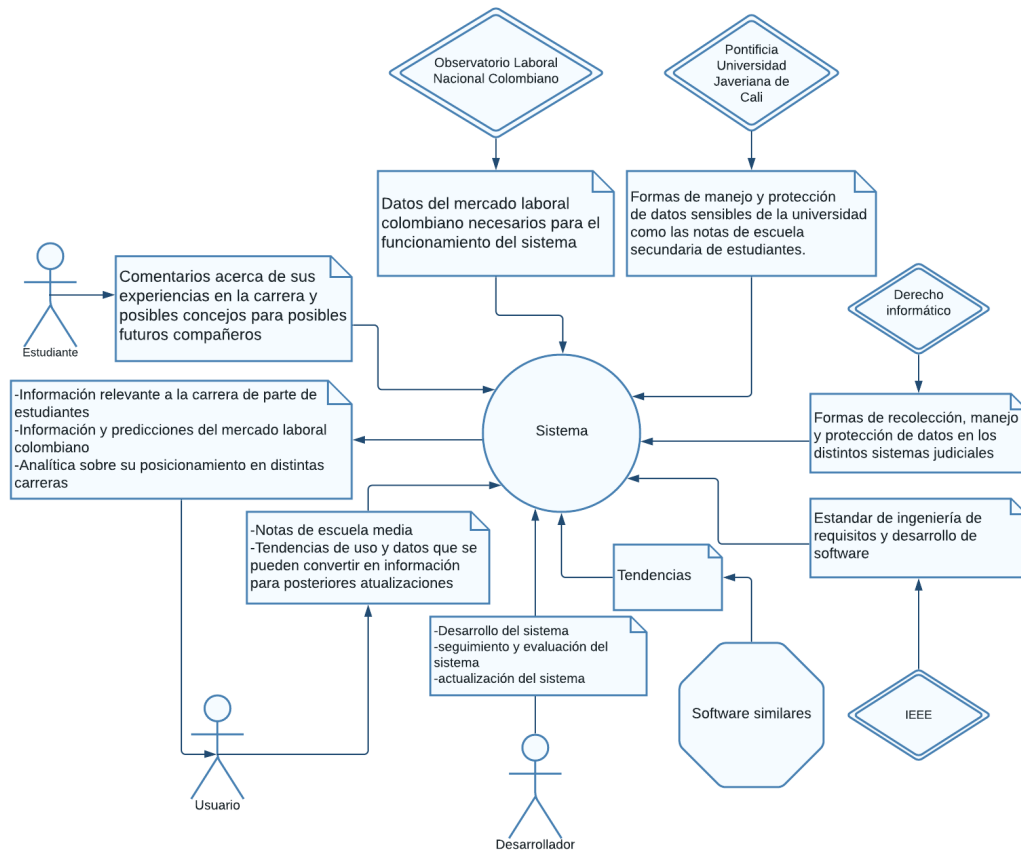 Observatorio Laboral
Nacional Colombiano
Pontificia
Universidad
Javeriana de
Cali
Datos del mercado laboral
colombiano necesarios para el
funcionamiento del sistema
Formas de manejo y protección
de datos sensibles de la universidad
como las notas de escuela
secundaria de estudiantes.
Estudiante
Comentarios acerca de sus
experiencias en la carrera y
posibles concejos para posibles
futuros compañeros
Derecho
informático
-Información relevante a la carrera de parte de
estudiantes
-Información y predicciones del mercado laboral
colombiano
-Analítica sobre su posicionamiento en distintas
carreras
Sistema
Formas de recolección, manejo
y protección de datos en los
distintos sistemas judiciales
-Notas de escuela media
-Tendencias de uso y datos que se
pueden convertir en información
para posteriores atualizaciones
Estandar de ingeniería de
requisitos y desarrollo de
software
Tendencias
-Desarrollo del sistema
-seguimiento y evaluación del
sistema
-actualización del sistema
Software similares
IEEE
Usuario
Desarrollador